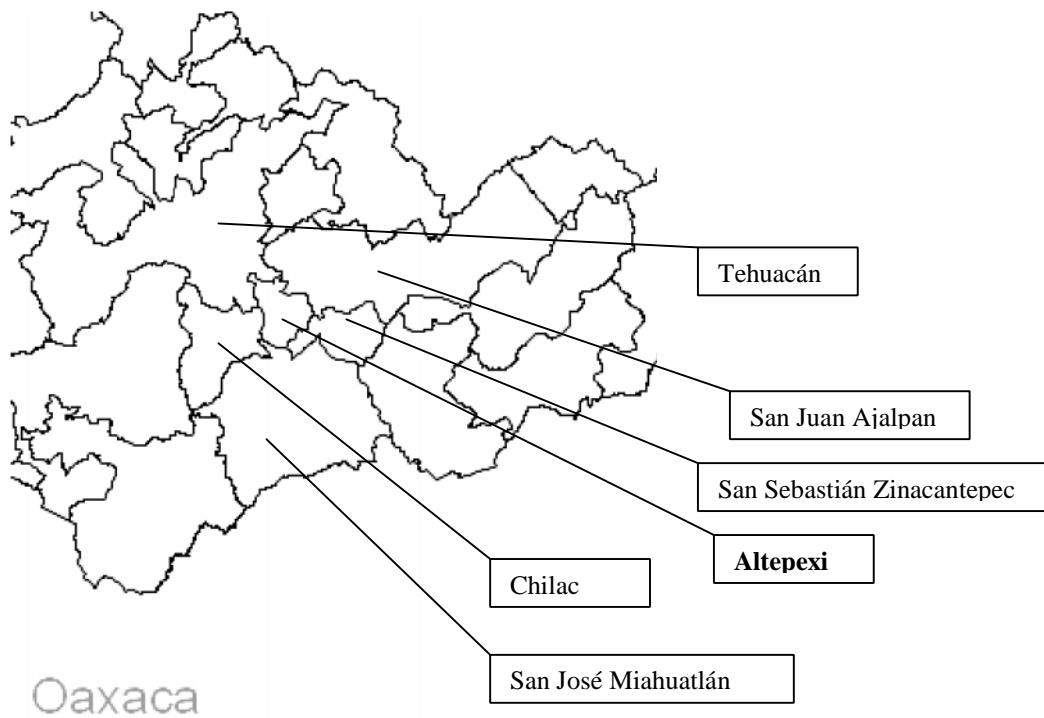 Tehuacán
San Juan Ajalpan
San Sebastián Zinacantepec
Altepexi
Chilac
San José Miahuatlán
Oaxaca